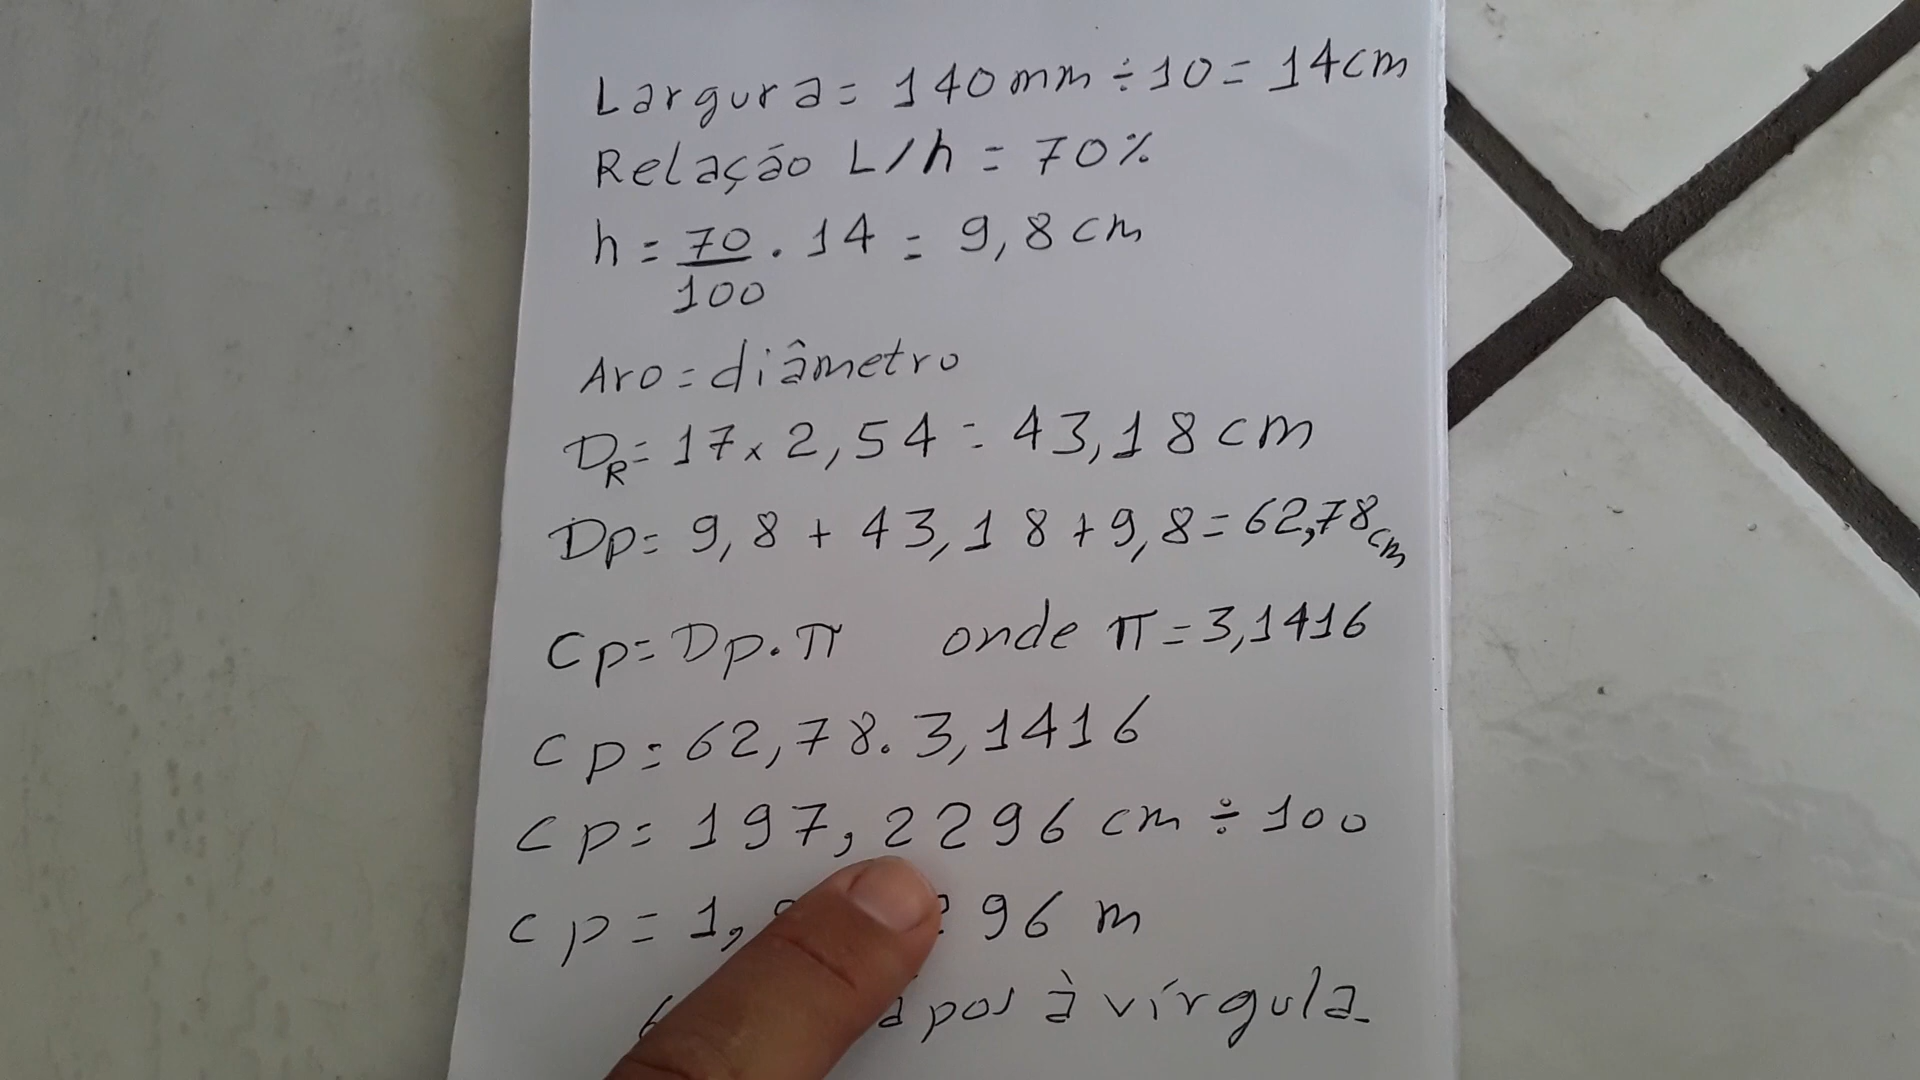 Largura = 140 mm ÷ 10 = 14 cm
Relação L/h = 70%
h = 70/100 . 14 = 9,8 cm
Aro = diâmetro
DR = 17 x 2,54 = 43,18 cm
Dp = 9,8 + 43,18 + 9,8 = 62,78 cm
Cp = Dp . π onde π = 3,1416
Cp = 62,78 . 3,1416
Cp = 197,2296 cm ÷ 100
Cp = 1, 96 m
após à vírgula